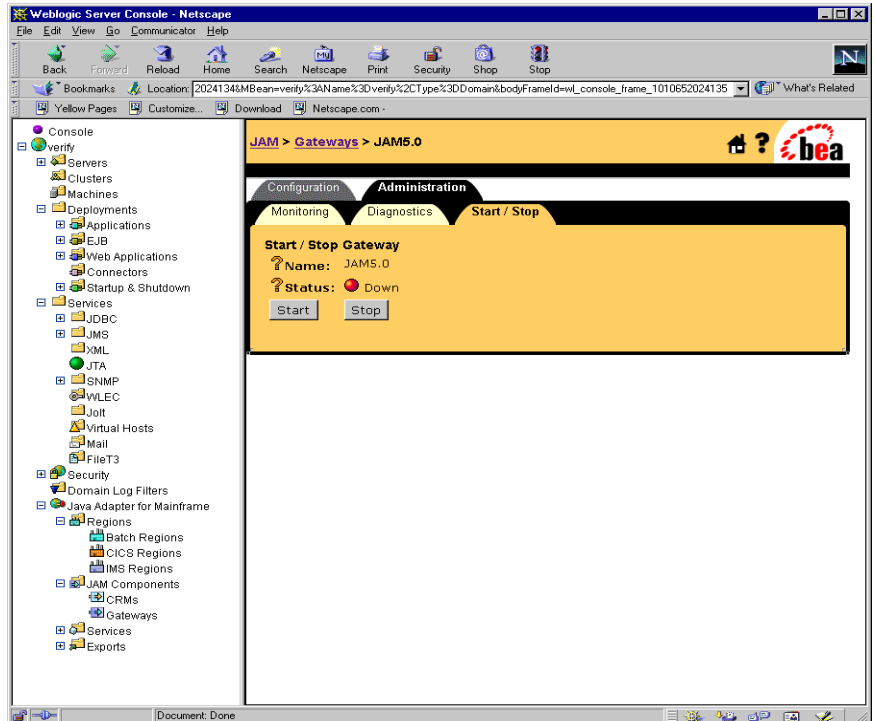 Weblogic Server Console - Netscape
File Edit View Go Communicator Help
Back Forward Reload Home Search Netscape Print Security Shop Stop
My
N
Bookmarks Location: 2024134&MBean=verify%3AName%3Dverify%2CType%3DDomain&bodyFrameId=wl_console_frame_1010652024135 What's Related
Yellow Pages Customize... Download Netscape.com -
Console
verify
Servers
Clusters
Machines
Deployments
Applications
EJB
Web Applications
Connectors
Startup & Shutdown
Services
JDBC
JMS
XML
JTA
SNMP
WLEC
Jolt
Virtual Hosts
Mail
FileT3
Security
Domain Log Filters
Java Adapter for Mainframe
Regions
Batch Regions
CICS Regions
IMS Regions
JAM Components
CRMs
Gateways
Services
Exports
JAM > Gateways > JAM5.0
? bea
Configuration Administration
Monitoring Diagnostics Start / Stop
Start / Stop Gateway
? Name: JAM5.0
? Status: Down
Start Stop
Document: Done